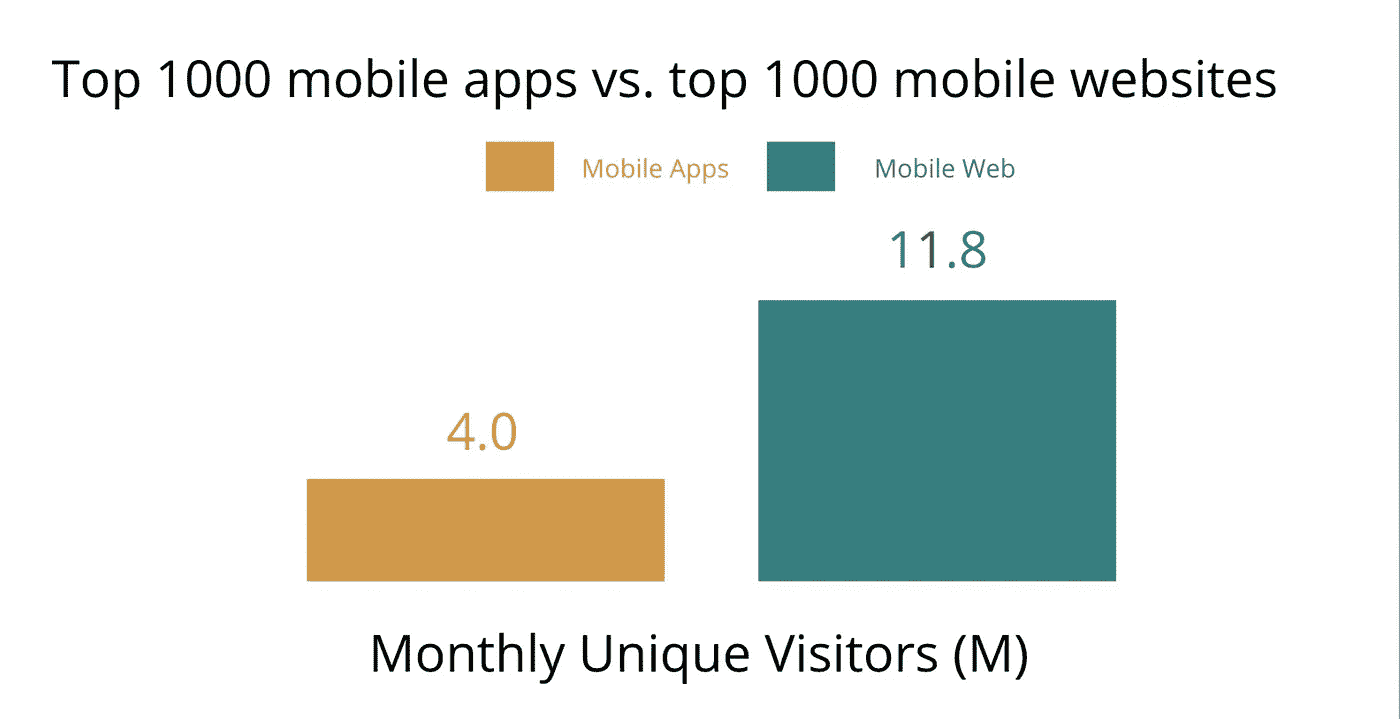 Top 1000 mobile apps vs. top 1000 mobile websites
Mobile Apps
Mobile Web
11.8
4.0
Monthly Unique Visitors (M)